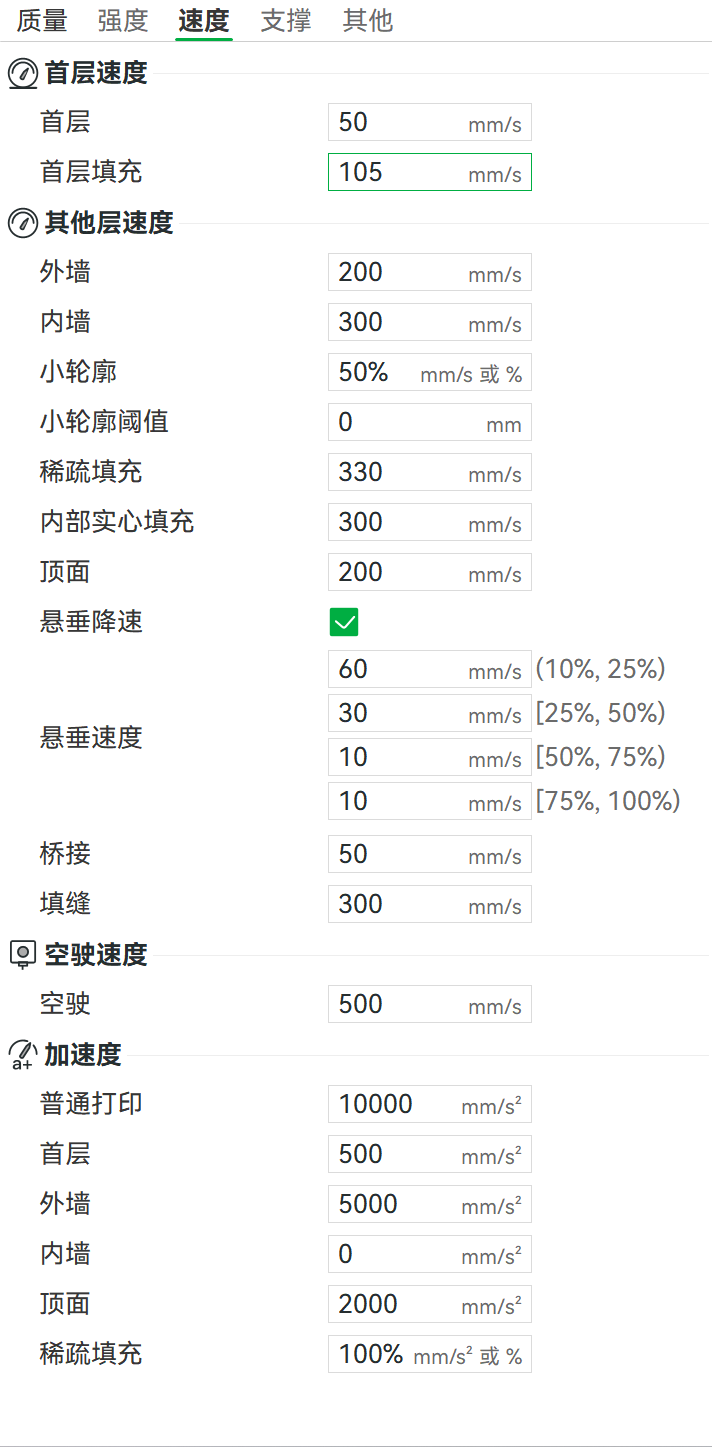 质量 强度 速度 支撑 其他
首层速度
首层 50 mm/s
首层填充 105 mm/s
其他层速度
外墙 200 mm/s
内墙 300 mm/s
小轮廓 50% mm/s 或 %
小轮廓阈值 0 mm
稀疏填充 330 mm/s
内部实心填充 300 mm/s
顶面 200 mm/s
悬垂降速
60 mm/s (10%, 25%)
30 mm/s [25%, 50%)
悬垂速度
10 mm/s [50%, 75%)
10 mm/s [75%, 100%)
桥接 50 mm/s
填缝 300 mm/s
空驶速度
空驶 500 mm/s
a+ 加速度
普通打印 10000 mm/s²
首层 500 mm/s²
外墙 5000 mm/s²
内墙 0 mm/s²
顶面 2000 mm/s²
稀疏填充 100% mm/s² 或 %